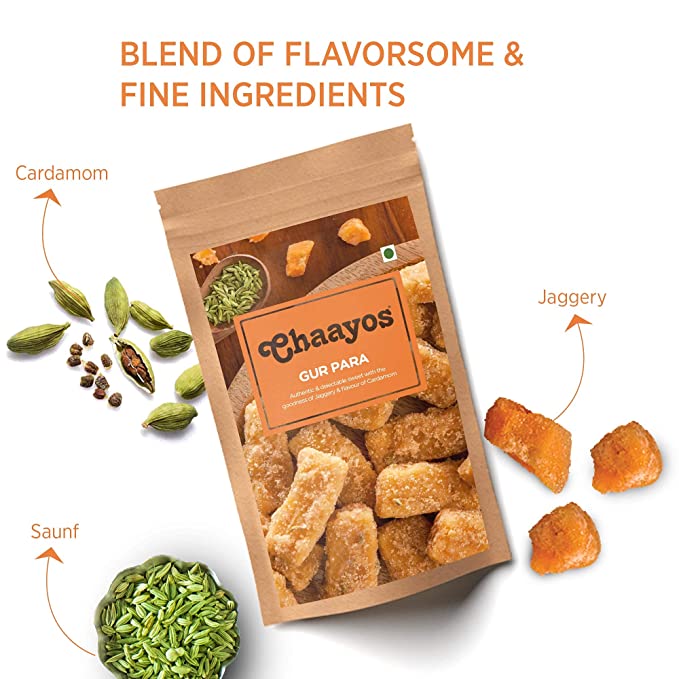 BLEND OF FLAVORSOME &
FINE INGREDIENTS
Cardamom
Jaggery
Chaayos
GUR PARA
Authentic & delectable sweet with the
goodness of Jaggery & flavour of Cardamom
Saunf